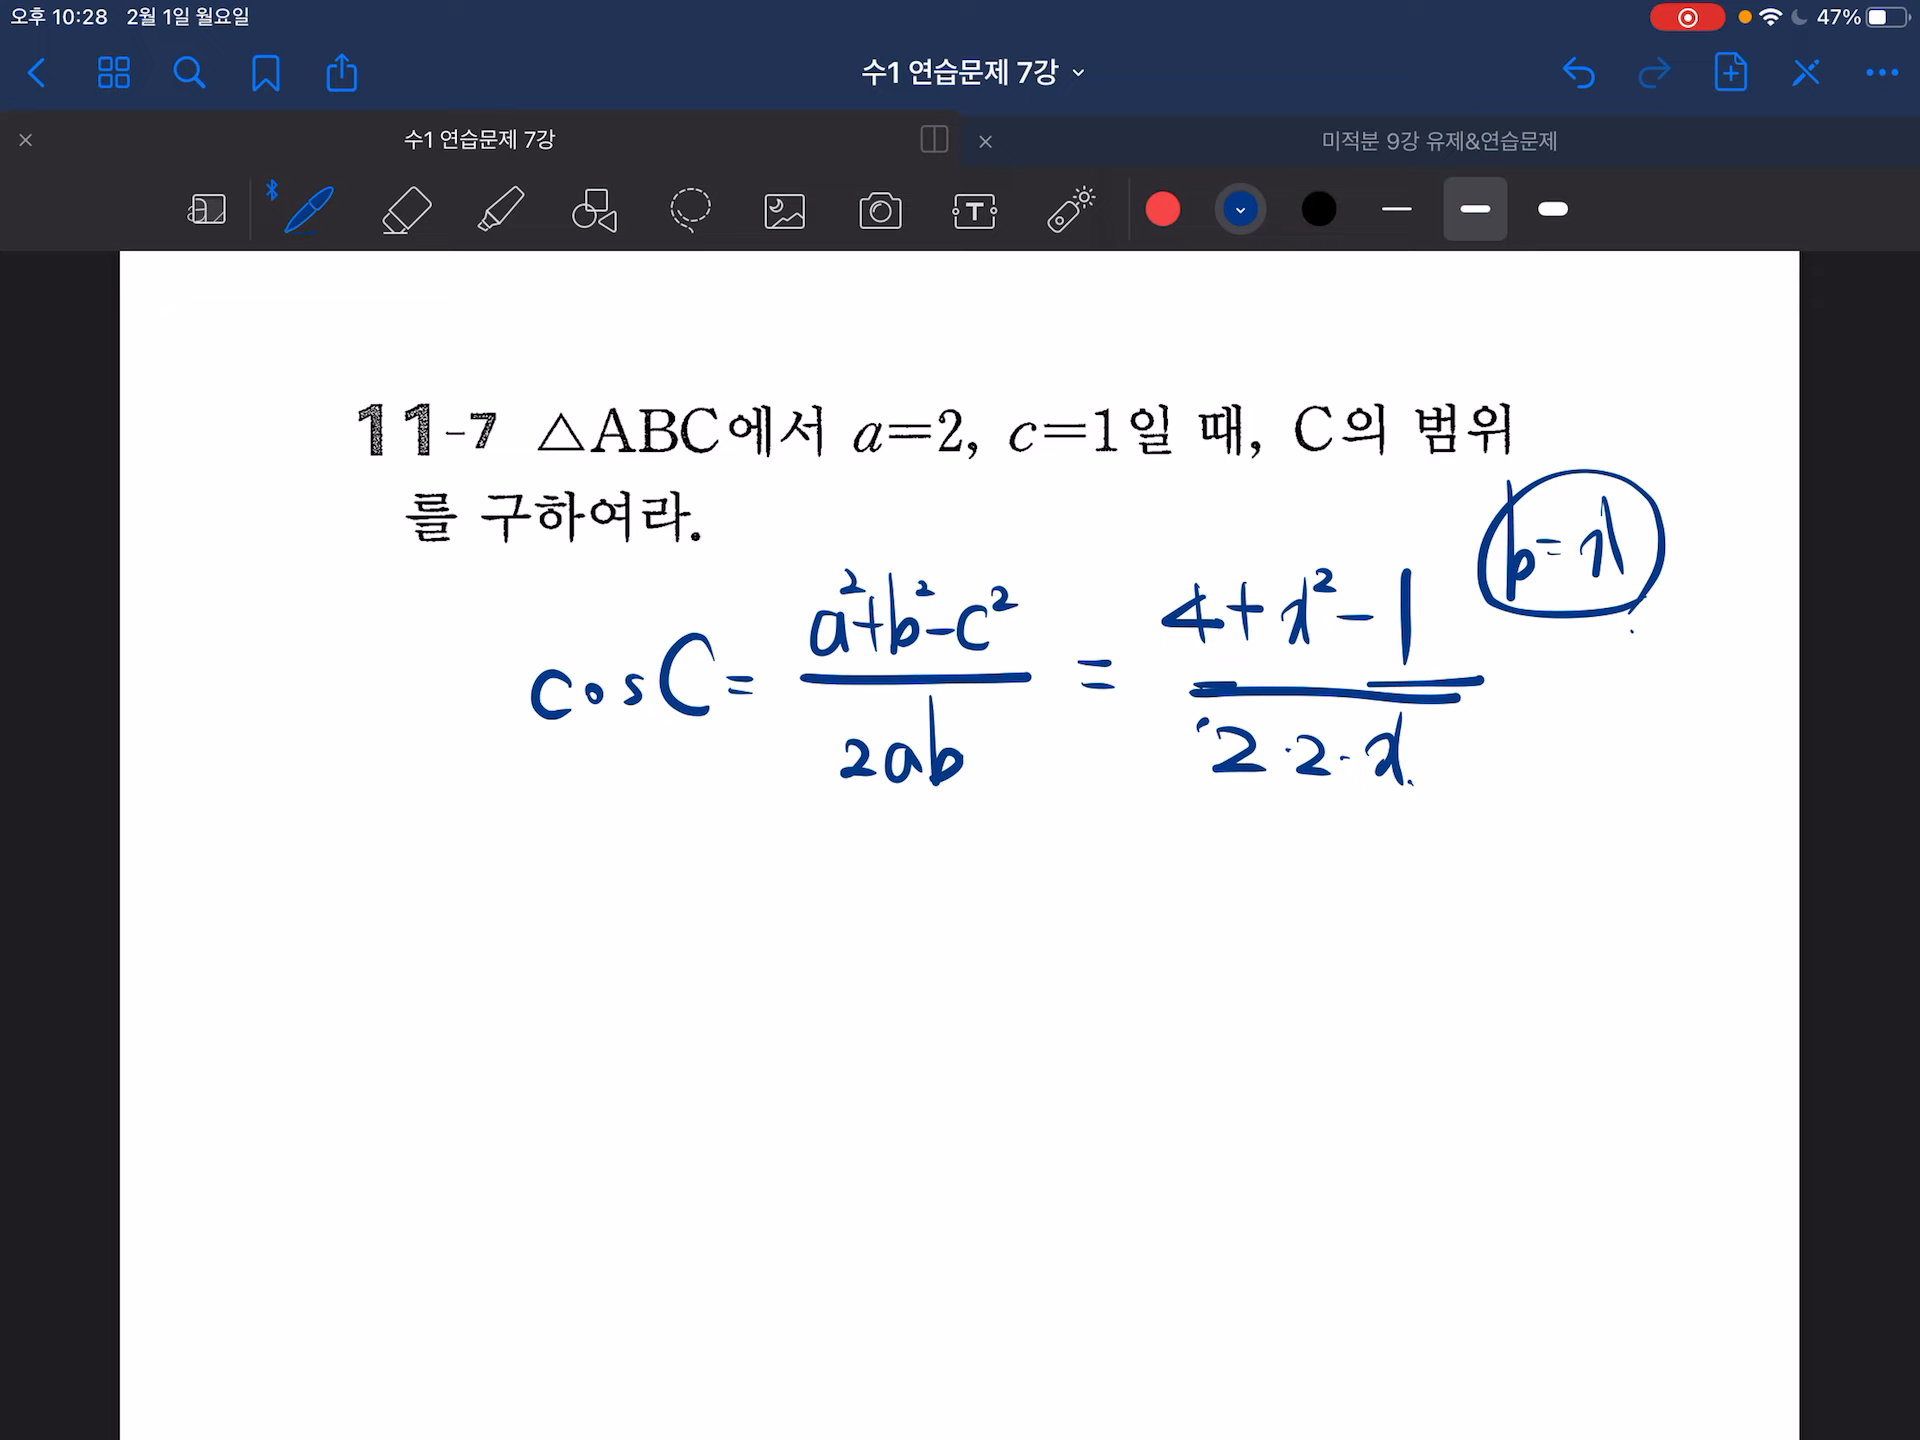 오후 10:28 2월 1일 월요일
47%
수1 연습문제 7강
수1 연습문제 7강
미적분 9강 유제&연습문제
11-7 △ABC에서 a=2, c=1일 때, C의 범위
를 구하여라.
b=x
cosC= a²+b²-c² / 2ab = 4+x²-1 / 2·2·x